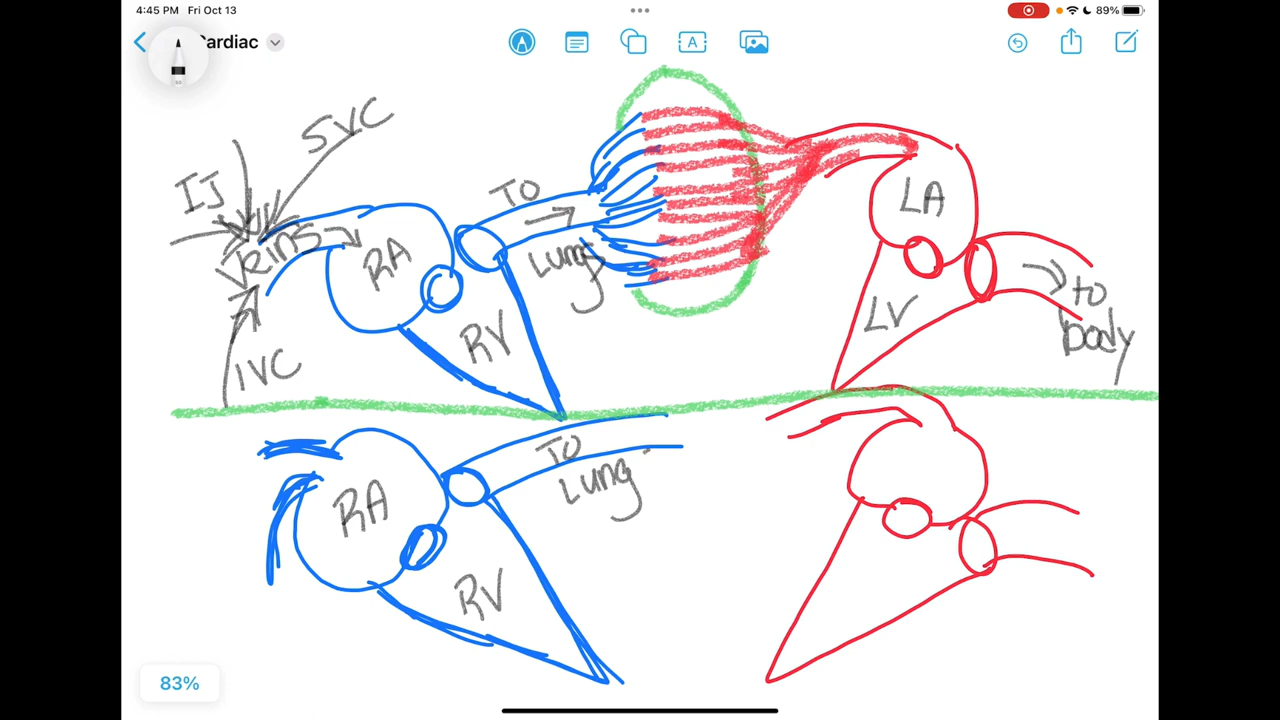 4:45 PM Fri Oct 13
89%
Cardiac
A
SVC
IJ
Veins
IVC
RA
RV
TO
Lung
LA
LV
to
body
RA
RV
TO
Lung
83%